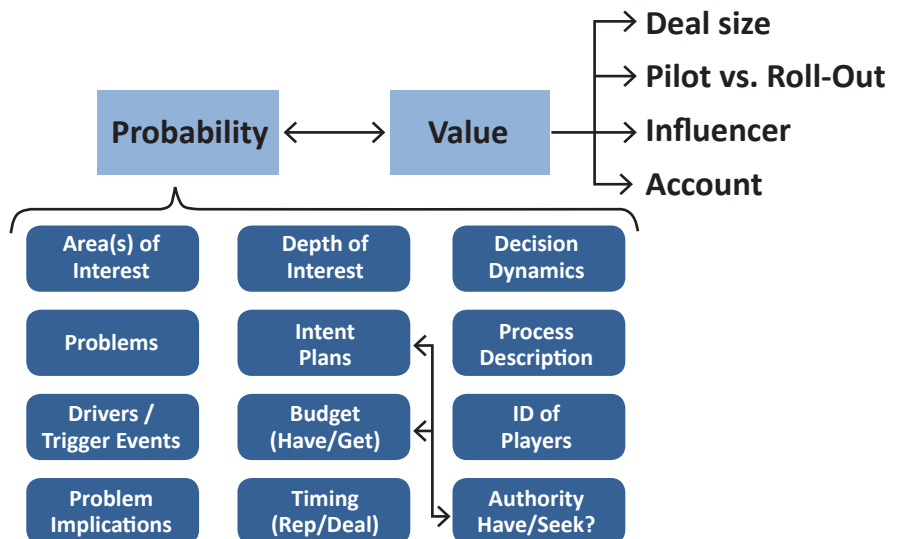 Deal size
Pilot vs. Roll-Out
Probability
Value
Influencer
Account
Area(s) of
Interest
Depth of
Interest
Decision
Dynamics
Problems
Intent
Plans
Process
Description
Drivers /
Trigger Events
Budget
(Have/Get)
ID of
Players
Problem
Implications
Timing
(Rep/Deal)
Authority
Have/Seek?